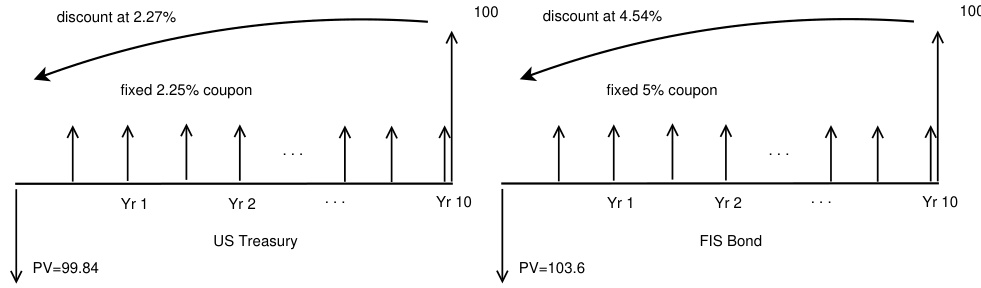 discount at 2.27%
100
fixed 2.25% coupon
. . .
Yr 1
Yr 2
. . .
Yr 10
US Treasury
PV=99.84
discount at 4.54%
100
fixed 5% coupon
. . .
Yr 1
Yr 2
. . .
Yr 10
FIS Bond
PV=103.6